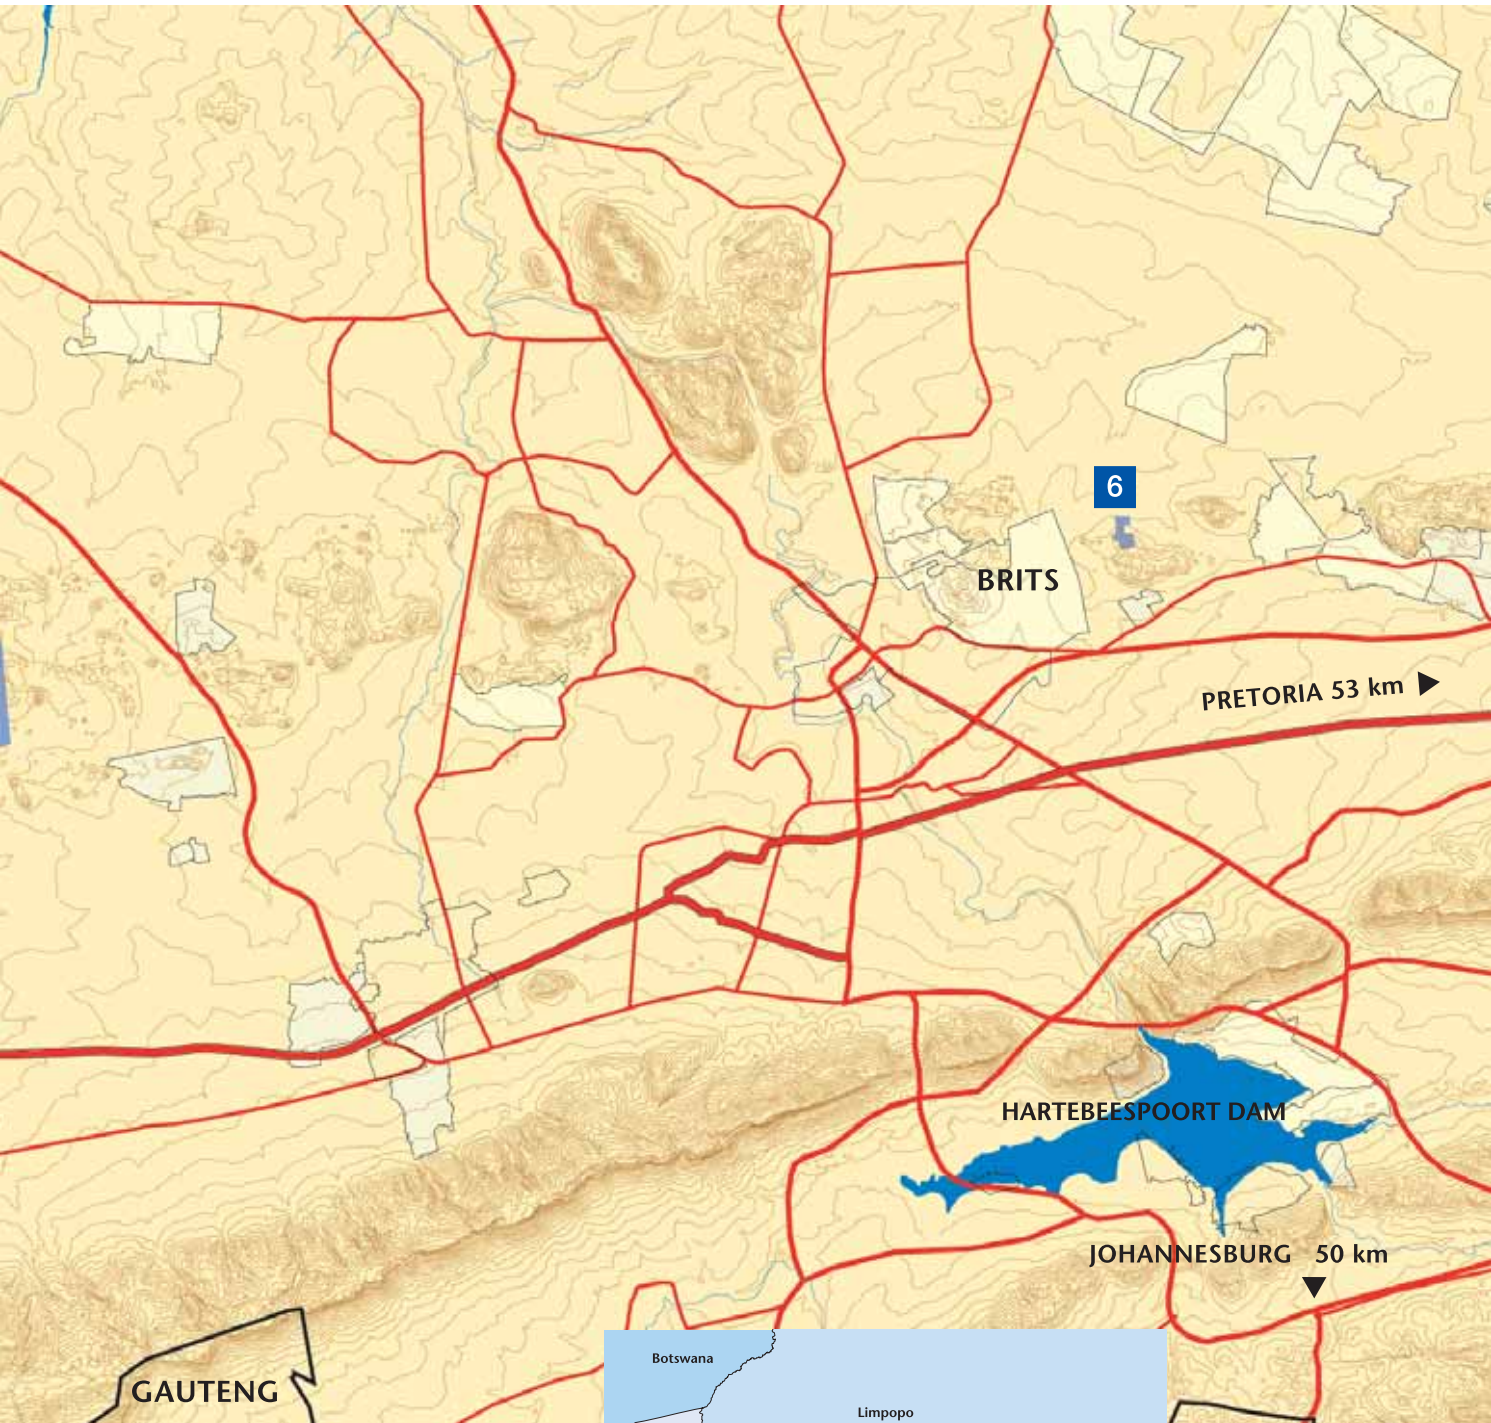 6
BRITS
PRETORIA 53 km
HARTEBEESPOORT DAM
JOHANNESBURG 50 km
Botswana
GAUTENG
Limpopo